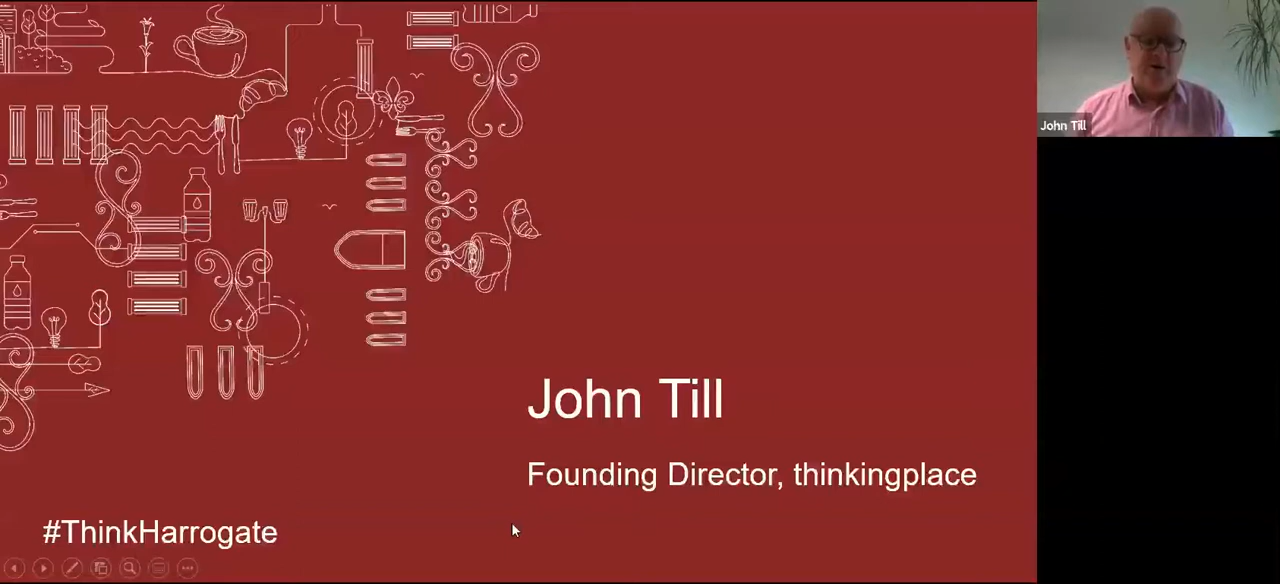 John Till
John Till
Founding Director, thinkingplace
#ThinkHarrogate